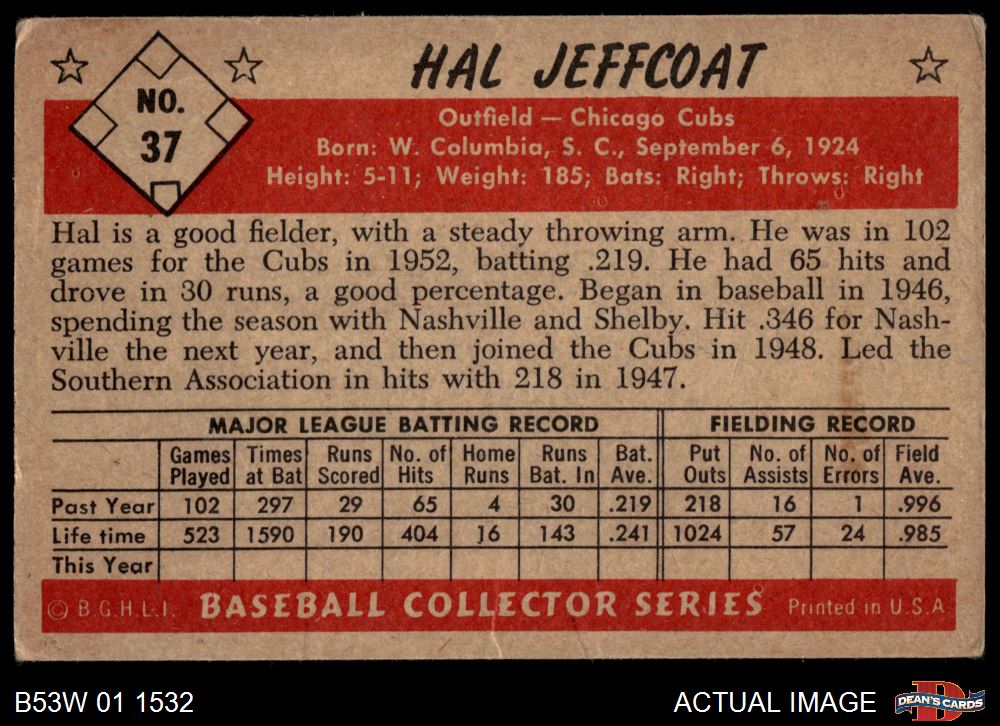 NO.
37
HAL JEFFCOAT
Outfield — Chicago Cubs
Born: W. Columbia, S. C., September 6, 1924
Height: 5-11; Weight: 185; Bats: Right; Throws: Right
Hal is a good fielder, with a steady throwing arm. He was in 102
games for the Cubs in 1952, batting .219. He had 65 hits and
drove in 30 runs, a good percentage. Began in baseball in 1946,
spending the season with Nashville and Shelby. Hit .346 for Nash-
ville the next year, and then joined the Cubs in 1948. Led the
Southern Association in hits with 218 in 1947.
MAJOR LEAGUE BATTING RECORD FIELDING RECORD
Games Times Runs No. of Home Runs Bat. Put No. of No. of Field
Played at Bat Scored Hits Runs Bat. In Ave. Outs Assists Errors Ave.
Past Year 102 297 29 65 4 30 .219 218 16 1 .996
Life time 523 1590 190 404 16 143 .241 1024 57 24 .985
This Year
© B.G.H.L.I. BASEBALL COLLECTOR SERIES Printed in U.S.A.
B53W 01 1532 ACTUAL IMAGE D DEAN'S CARDS